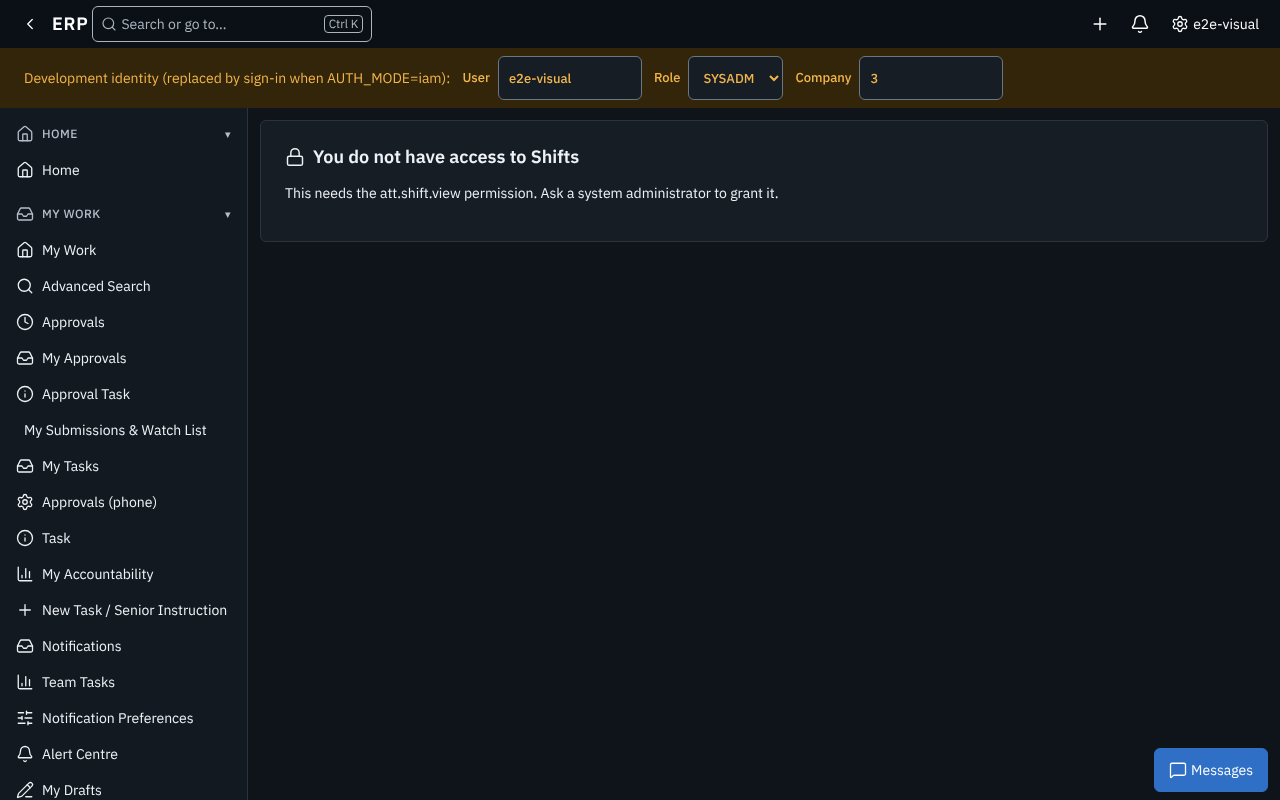 ERP
Search or go to...
Ctrl K
e2e-visual
Development identity (replaced by sign-in when AUTH_MODE=iam):
User
e2e-visual
Role
SYSADM
Company
3
HOME
Home
MY WORK
My Work
Advanced Search
Approvals
My Approvals
Approval Task
My Submissions & Watch List
My Tasks
Approvals (phone)
Task
My Accountability
New Task / Senior Instruction
Notifications
Team Tasks
Notification Preferences
Alert Centre
My Drafts
You do not have access to Shifts
This needs the att.shift.view permission. Ask a system administrator to grant it.
Messages